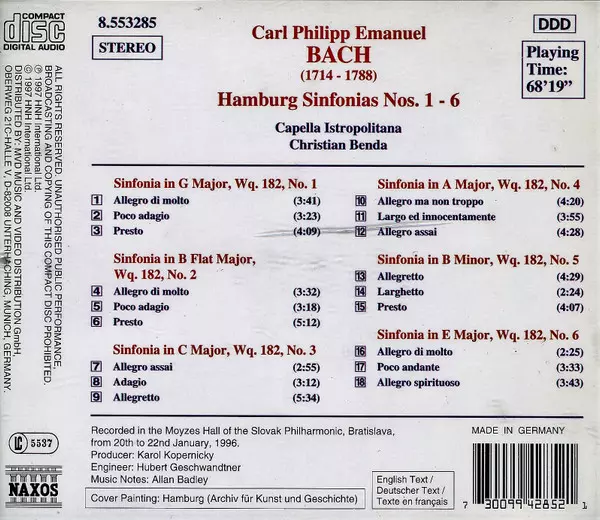 COMPACT
disc
DIGITAL AUDIO
8.553285
STEREO
Carl Philipp Emanuel
BACH
(1714 - 1788)
Hamburg Sinfonias Nos. 1 - 6
Capella Istropolitana
Christian Benda
DDD
Playing
Time:
68'19"
ALL RIGHTS RESERVED. UNAUTHORISED PUBLIC PERFORMANCE,
BROADCASTING AND COPYING OF THIS COMPACT DISC PROHIBITED.
℗ 1997 HNH International Ltd.
© 1997 HNH International Ltd.
DISTRIBUTED BY: MVD MUSIC AND VIDEO DISTRIBUTION GmbH,
OBERWEG 21C-HALLE V, D-82008 UNTERHACHING, MUNICH, GERMANY.
Sinfonia in G Major, Wq. 182, No. 1
1 Allegro di molto (3:41)
2 Poco adagio (3:23)
3 Presto (4:09)
Sinfonia in B Flat Major,
Wq. 182, No. 2
4 Allegro di molto (3:32)
5 Poco adagio (3:18)
6 Presto (5:12)
Sinfonia in C Major, Wq. 182, No. 3
7 Allegro assai (2:55)
8 Adagio (3:12)
9 Allegretto (5:34)
Sinfonia in A Major, Wq. 182, No. 4
10 Allegro ma non troppo (4:20)
11 Largo ed innocentamente (3:55)
12 Allegro assai (4:28)
Sinfonia in B Minor, Wq. 182, No. 5
13 Allegretto (4:29)
14 Larghetto (2:24)
15 Presto (4:07)
Sinfonia in E Major, Wq. 182, No. 6
16 Allegro di molto (2:25)
17 Poco andante (3:33)
18 Allegro spirituoso (3:43)
LC 5537
NAXOS
Recorded in the Moyzes Hall of the Slovak Philharmonic, Bratislava,
from 20th to 22nd January, 1996.
Producer: Karol Kopernicky
Engineer: Hubert Geschwandtner
Music Notes: Allan Badley
Cover Painting: Hamburg (Archiv für Kunst und Geschichte)
English Text /
Deutscher Text /
Texte en français
MADE IN GERMANY
7 30099 42852 1